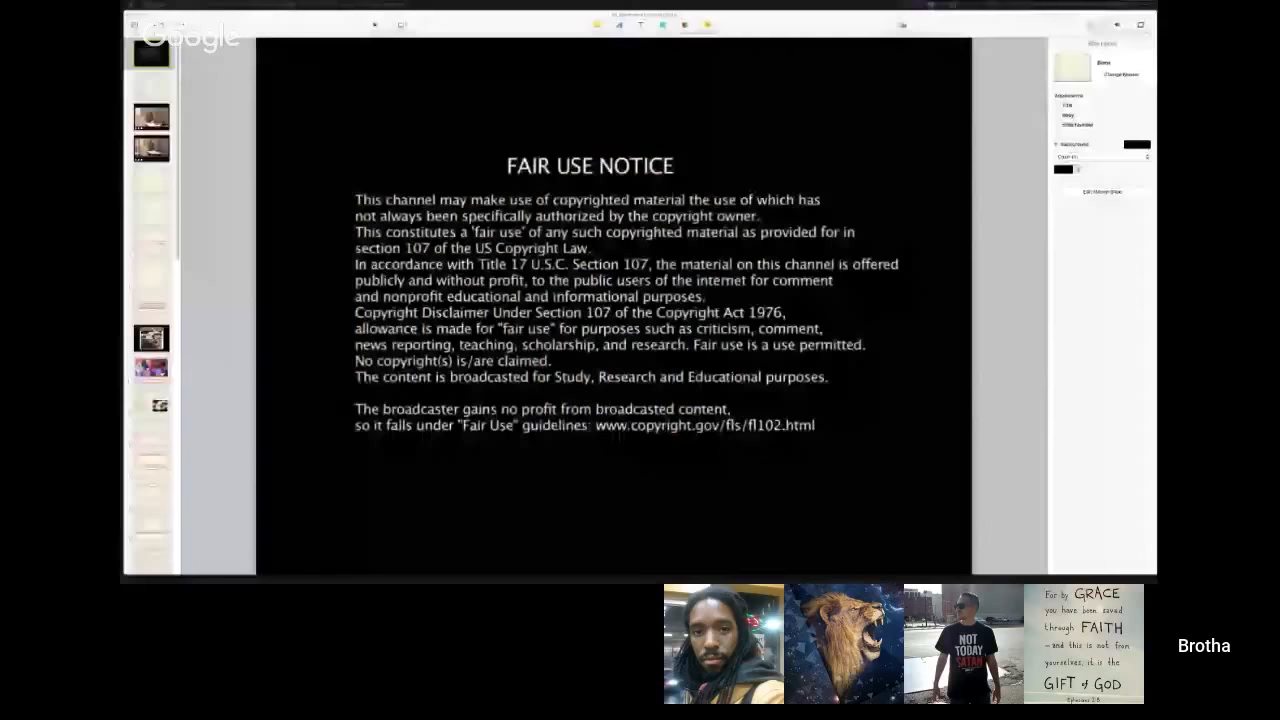 Google
FAIR USE NOTICE
This channel may make use of copyrighted material the use of which has
not always been specifically authorized by the copyright owner.
This constitutes a 'fair use' of any such copyrighted material as provided for in
section 107 of the US Copyright Law.
In accordance with Title 17 U.S.C. Section 107, the material on this channel is offered
publicly and without profit, to the public users of the internet for comment
and nonprofit educational and informational purposes.
Copyright Disclaimer Under Section 107 of the Copyright Act 1976,
allowance is made for "fair use" for purposes such as criticism, comment,
news reporting, teaching, scholarship, and research. Fair use is a use permitted.
No copyright(s) is/are claimed.
The content is broadcasted for Study, Research and Educational purposes.
The broadcaster gains no profit from broadcasted content,
so it falls under "Fair Use" guidelines: www.copyright.gov/fls/fl102.html
NOT
TODAY
SATAN
For by GRACE
you have been saved
through FAITH
—and this is not from
yourselves, it is the
GIFT of GOD
Ephesians 2:8
Brotha